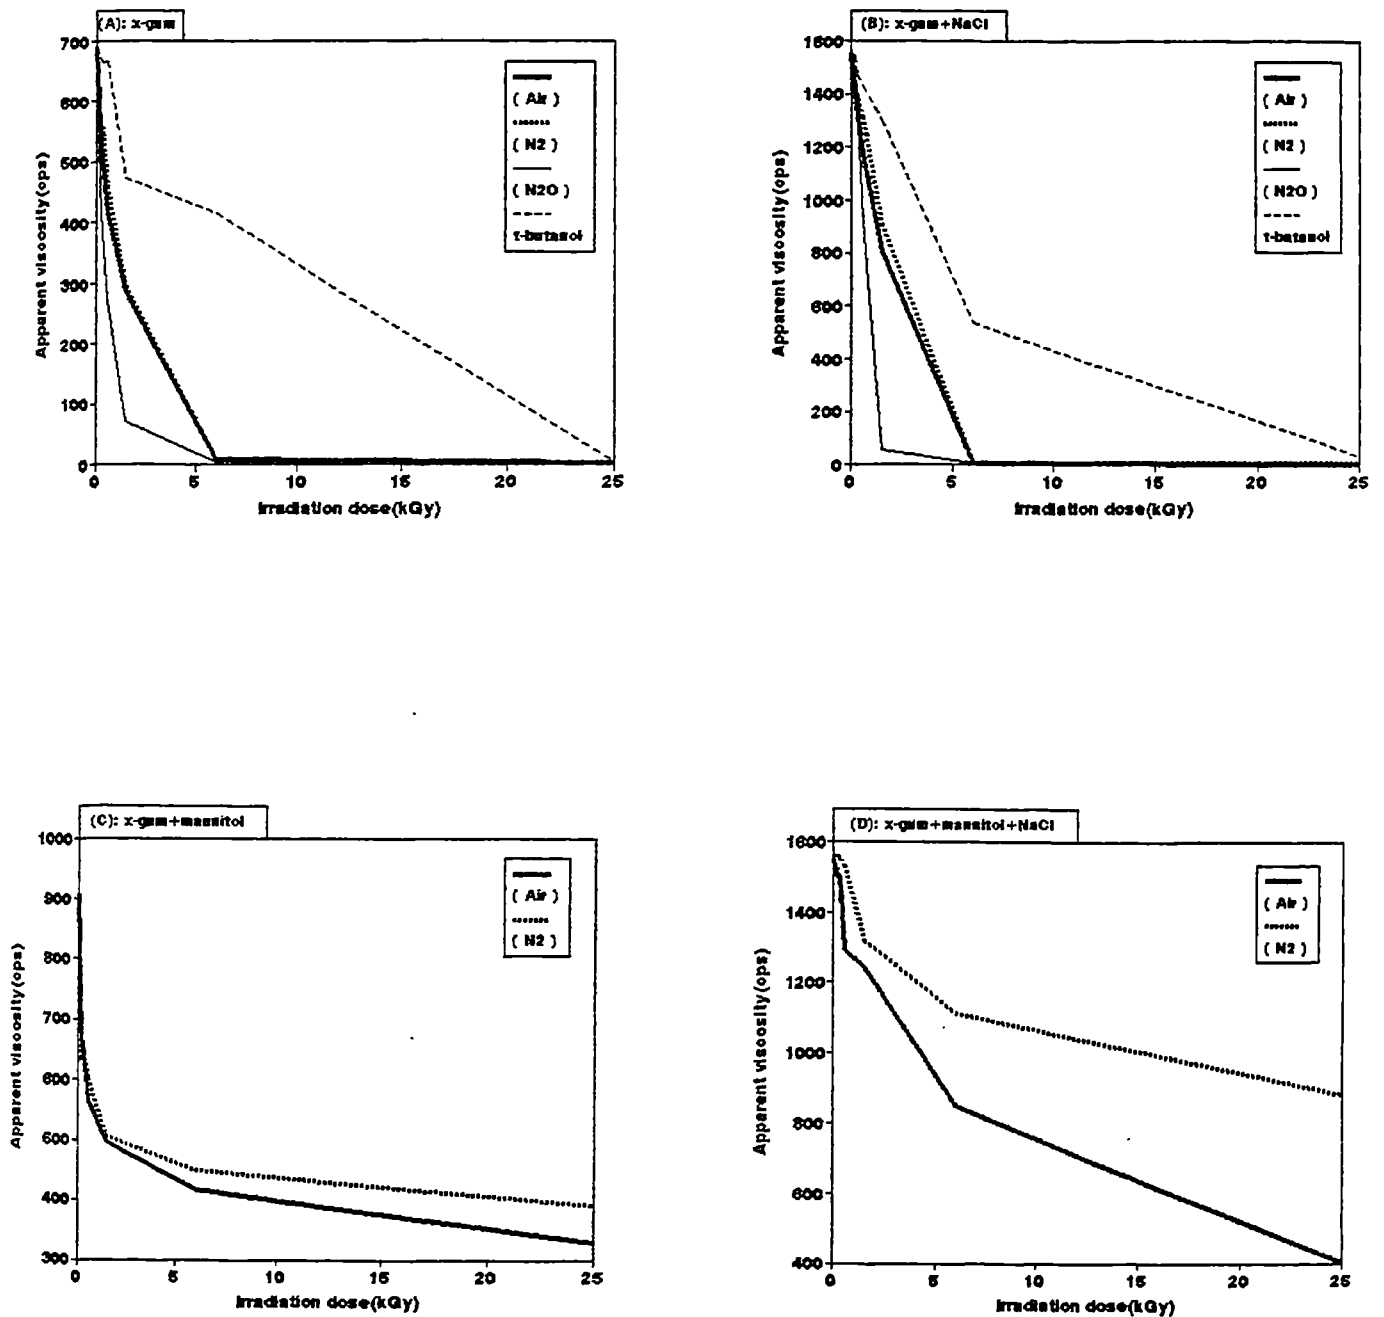 (A): x-gum
700
600
500
400
300
200
100
0
0 5 10 15 20 25
Apparent viscosity(cps)
Irradiation dose(kGy)
( Air )
( N2 )
( N2O )
t-butanol
(B): x-gum+NaCl
1600
1400
1600
1000
800
600
400
200
0
0 5 10 15 20 25
Apparent viscosity(cps)
Irradiation dose(kGy)
( Air )
( N2 )
( N2O )
t-butanol
(C): x-gum+mannitol
1000
900
800
700
600
500
400
300
0 5 10 15 20 25
Apparent viscosity(cps)
Irradiation dose(kGy)
( Air )
( N2 )
(D): x-gum+mannitol+NaCl
1600
1400
1200
1000
800
600
400
0 5 10 15 20 25
Apparent viscosity(cps)
Irradiation dose(kGy)
( Air )
( N2 )